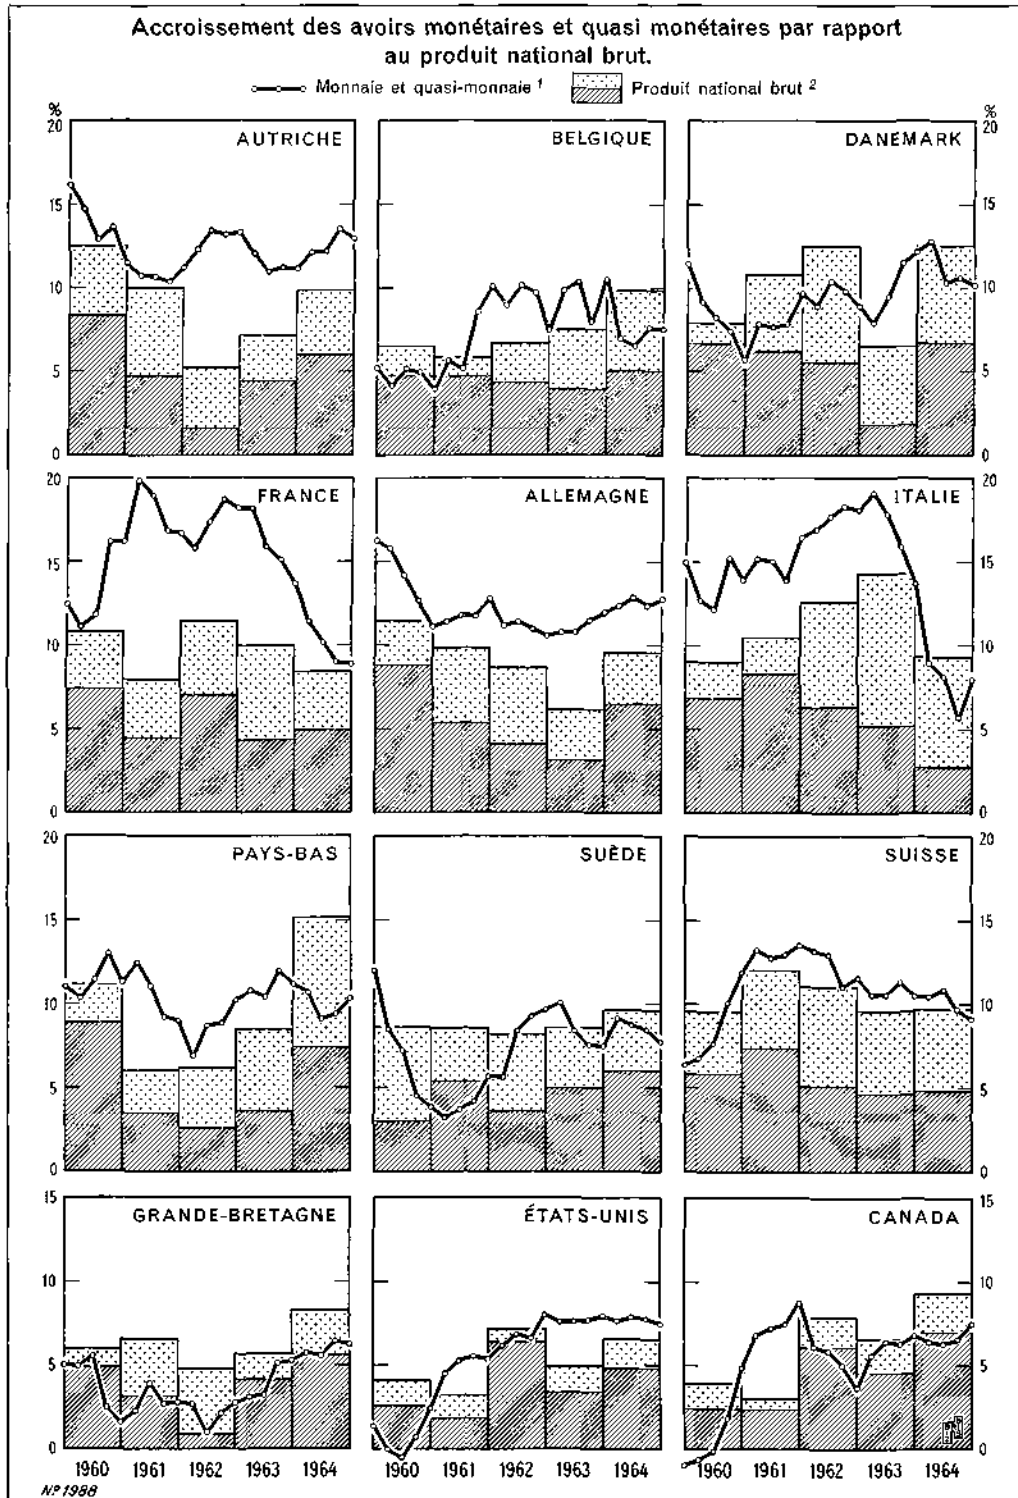 Accroissement des avoirs monétaires et quasi monétaires par rapport
au produit national brut.
Monnaie et quasi-monnaie 1 Produit national brut 2
% %
20 AUTRICHE BELGIQUE DANEMARK 20
15 15
10 10
5 5
0 0
20 FRANCE ALLEMAGNE ITALIE 20
15 15
10 10
5 5
0 0
20 PAYS-BAS SUÈDE SUISSE 20
15 15
10 10
5 5
0 0
15 GRANDE-BRETAGNE ÉTATS-UNIS CANADA 15
10 10
5 5
0 0
1960 1961 1962 1963 1964 1960 1961 1962 1963 1964 1960 1961 1962 1963 1964
Nº 1988